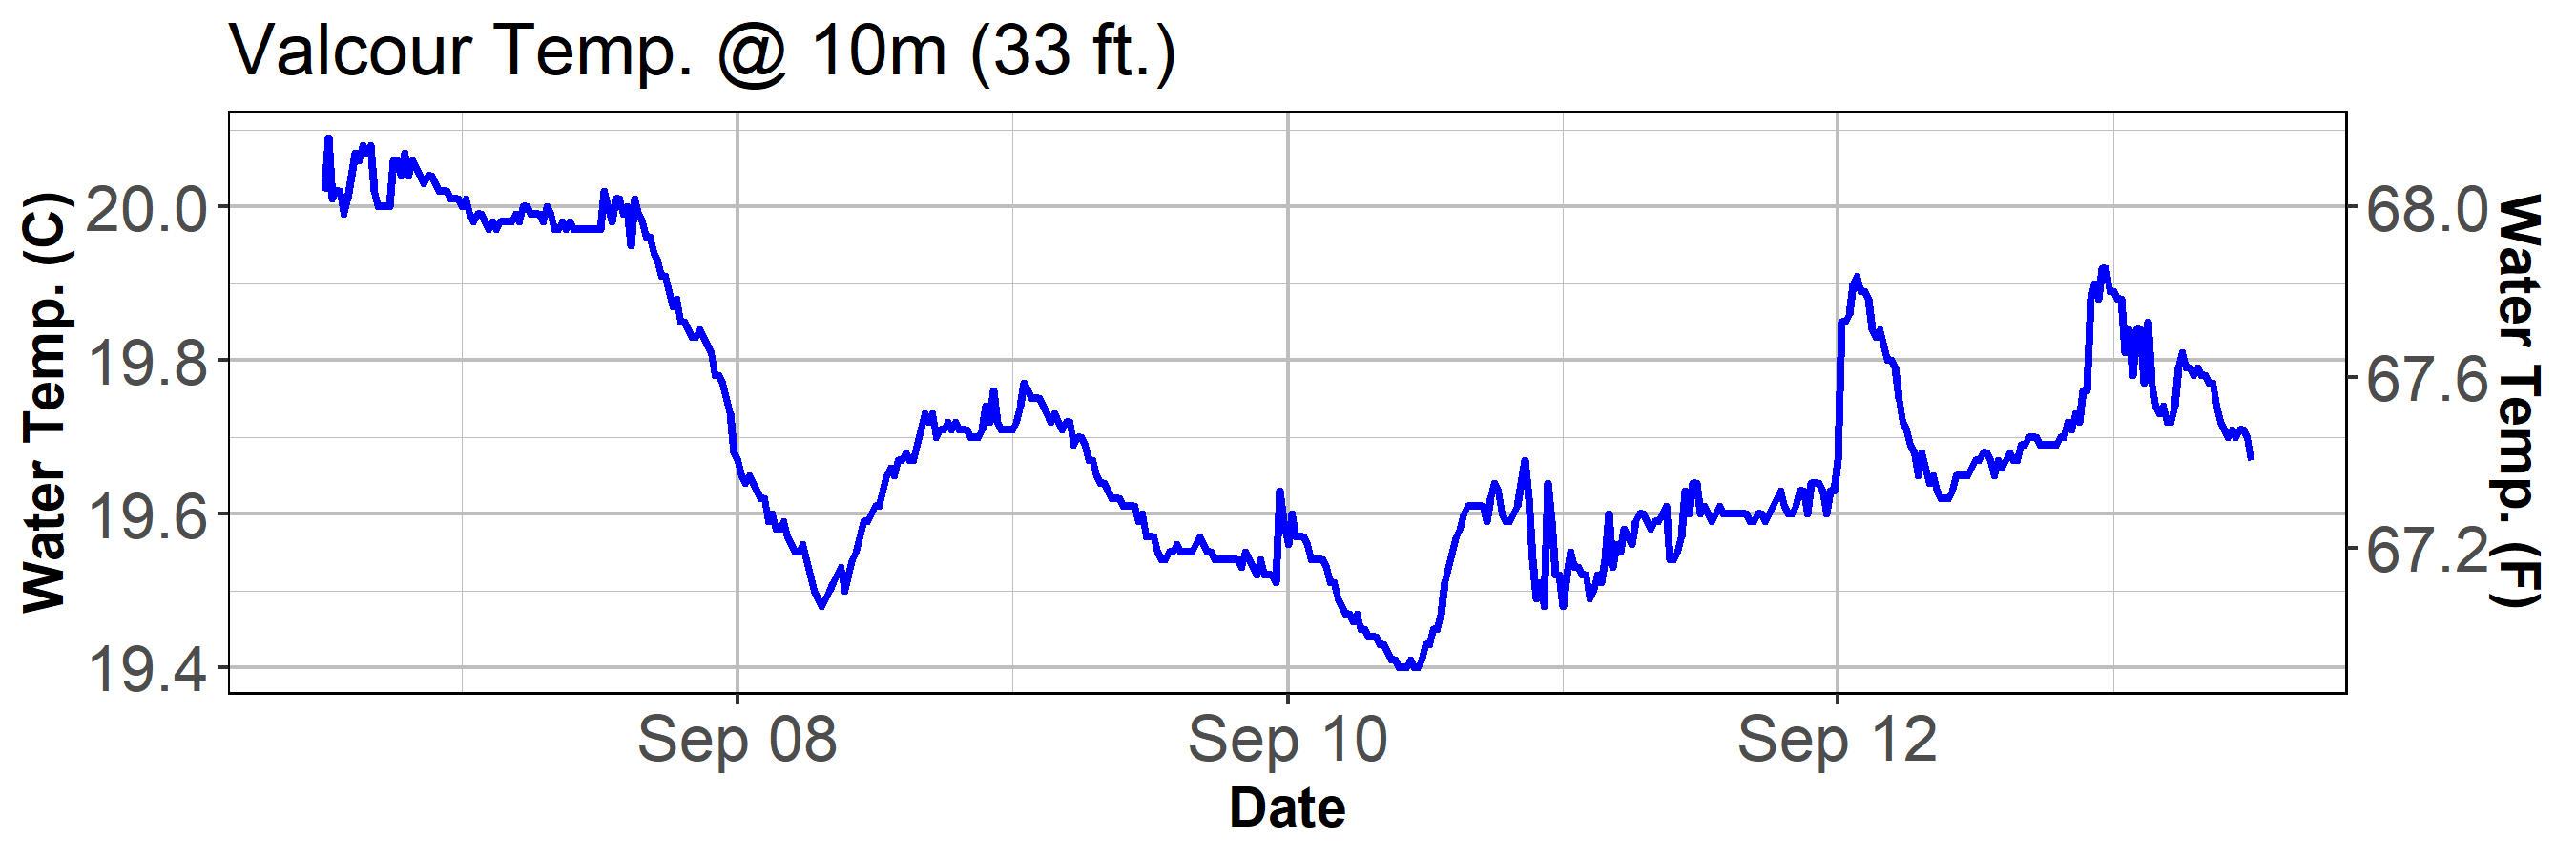 Valcour Temp. @ 10m (33 ft.)
Water Temp. (C)
20.0
19.8
19.6
19.4
68.0
67.6
67.2
Water Temp. (F)
Sep 08
Sep 10
Sep 12
Date